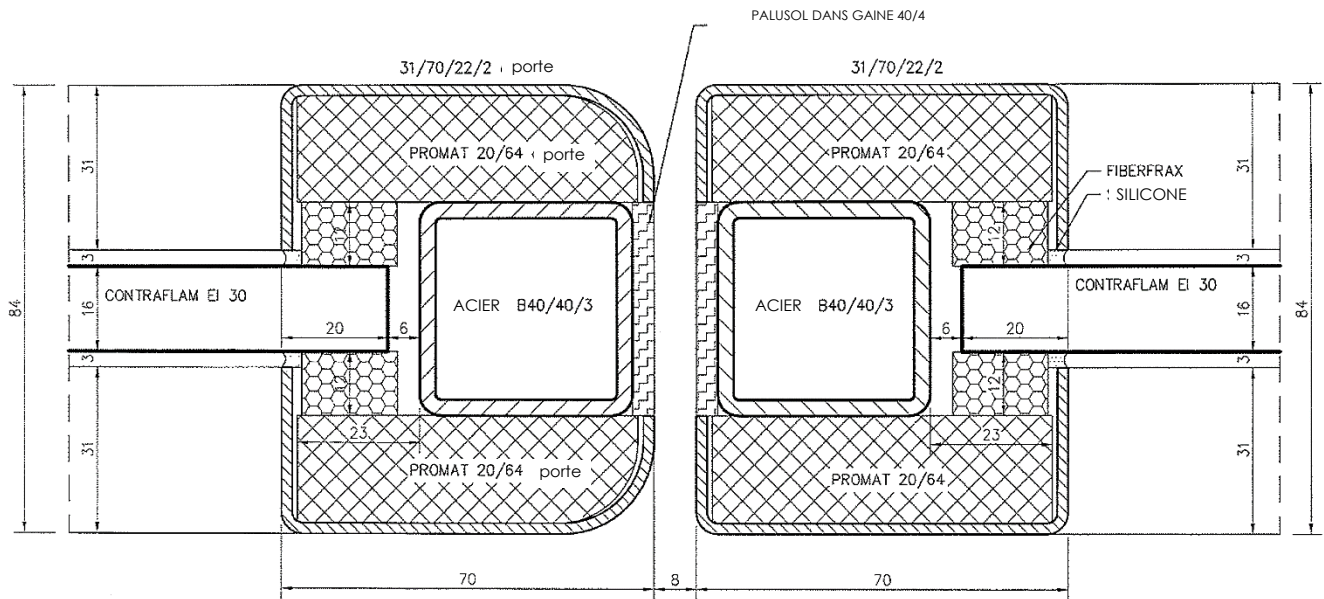 PALUSOL DANS GAINE 40/4
31/70/22/2 porte
31/70/22/2
PROMAT 20/64 porte
PROMAT 20/64
FIBERFRAX
SILICONE
31
31
12
12
3
3
CONTRAFLAM EI 30
CONTRAFLAM EI 30
84
16
ACIER B40/40/3
ACIER B40/40/3
16
84
20
6
6
20
3
3
12
12
31
23
23
31
PROMAT 20/64 porte
PROMAT 20/64
70
8
70